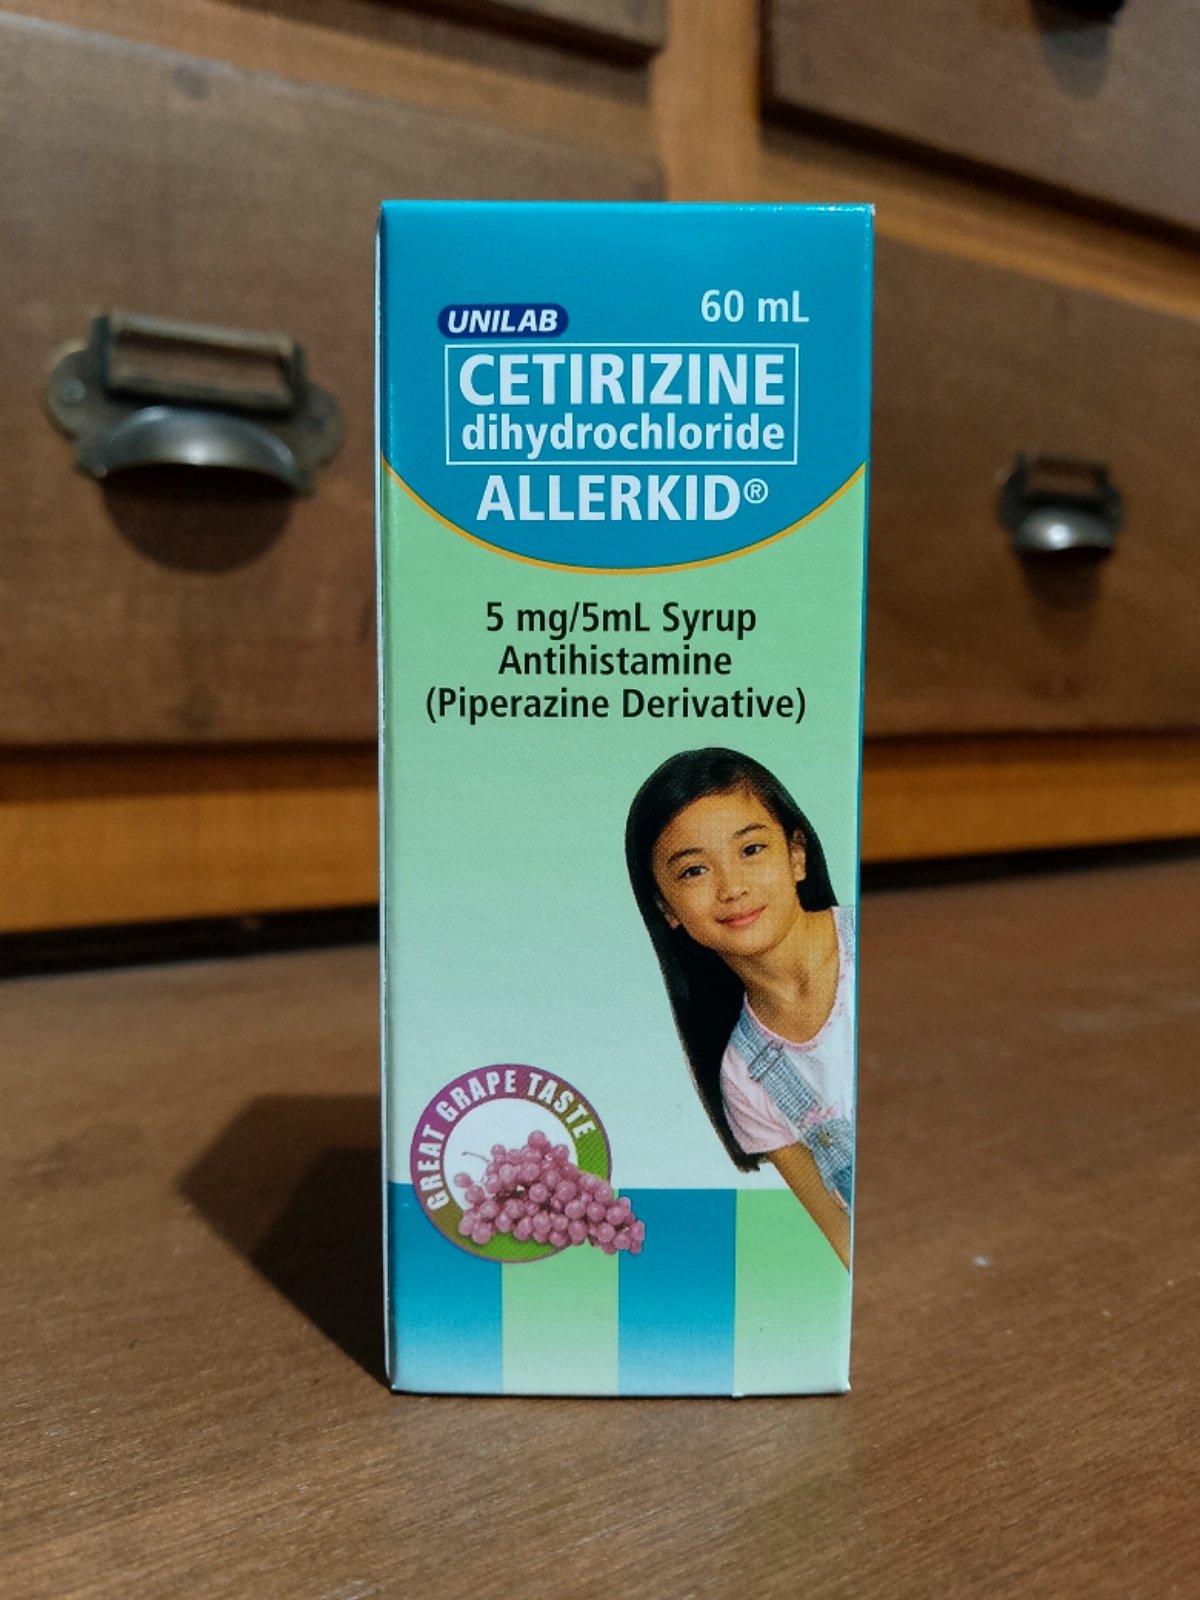 UNILAB
60 mL
CETIRIZINE
dihydrochloride
ALLERKID®
5 mg/5mL Syrup
Antihistamine
(Piperazine Derivative)
GREAT GRAPE TASTE